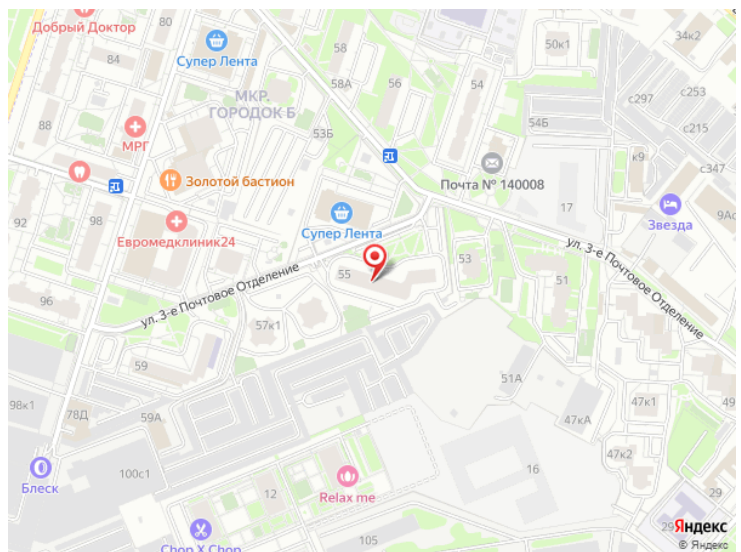 Добрый Доктор
84
58
Супер Лента
50к1
34к2
58А
56
54
с253
с297
МКР.
ГОРОДОК Б
88
53Б
54Б
с215
МРГ
к9
с347
Золотой бастион
Почта № 140008
92
98
17
Звезда
9Ас
Супер Лента
Евромедклиник24
53
55
51
ул. 3-е Почтовое Отделение
ул. 3-е Почтовое Отделение
96
57к1
59
51А
98к1
78Д
59А
47к1
47кА
100с1
16
47к2
Блеск
12
Relax me
29
29
Яндекс
105
Chop X Chop
© Яндекс